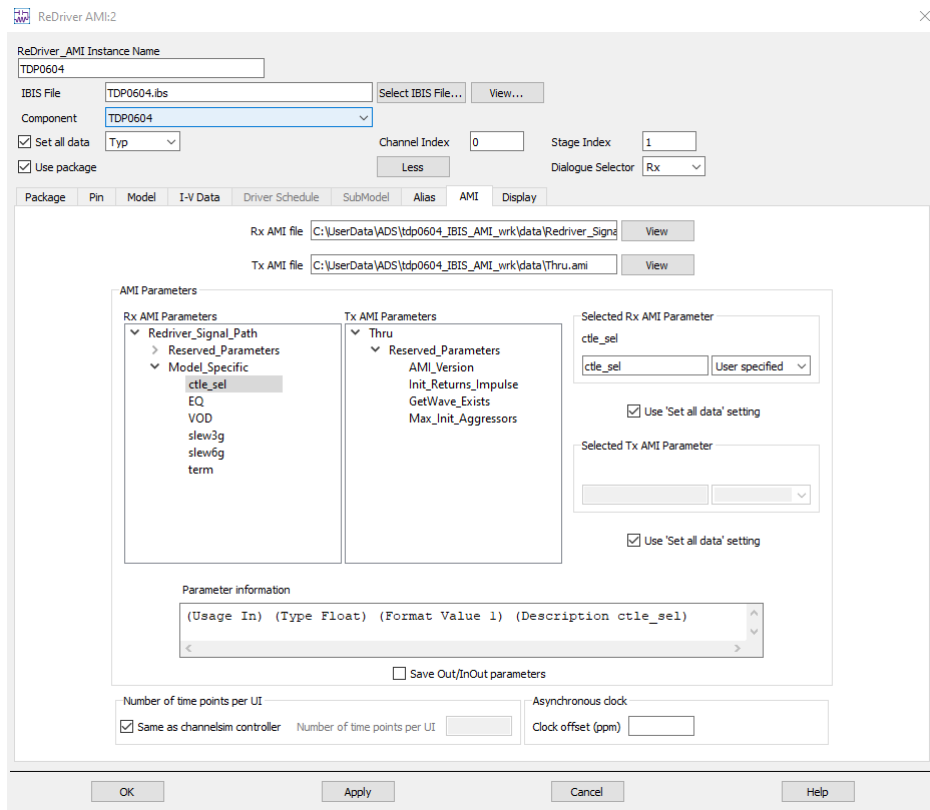 ReDriver AMI:2
ReDriver_AMI Instance Name
TDP0604
IBIS File TDP0604.ibs Select IBIS File... View...
Component TDP0604
Set all data Typ Channel Index 0 Stage Index 1
Use package Less Dialogue Selector Rx
Package Pin Model I-V Data Driver Schedule SubModel Alias AMI Display
Rx AMI file C:\UserData\ADS\tdp0604_IBIS_AMI_wrk\data\Redriver_Signa View
Tx AMI file C:\UserData\ADS\tdp0604_IBIS_AMI_wrk\data\Thru.ami View
AMI Parameters
Rx AMI Parameters
Redriver_Signal_Path
Reserved_Parameters
Model_Specific
ctle_sel
EQ
VOD
slew3g
slew6g
term
Tx AMI Parameters
Thru
Reserved_Parameters
AMI_Version
Init_Returns_Impulse
GetWave_Exists
Max_Init_Aggressors
Selected Rx AMI Parameter
ctle_sel
ctle_sel User specified
Use 'Set all data' setting
Selected Tx AMI Parameter
Use 'Set all data' setting
Parameter information
(Usage In) (Type Float) (Format Value 1) (Description ctle_sel)
Save Out/InOut parameters
Number of time points per UI
Same as channelsim controller Number of time points per UI
Asynchronous clock
Clock offset (ppm)
OK Apply Cancel Help